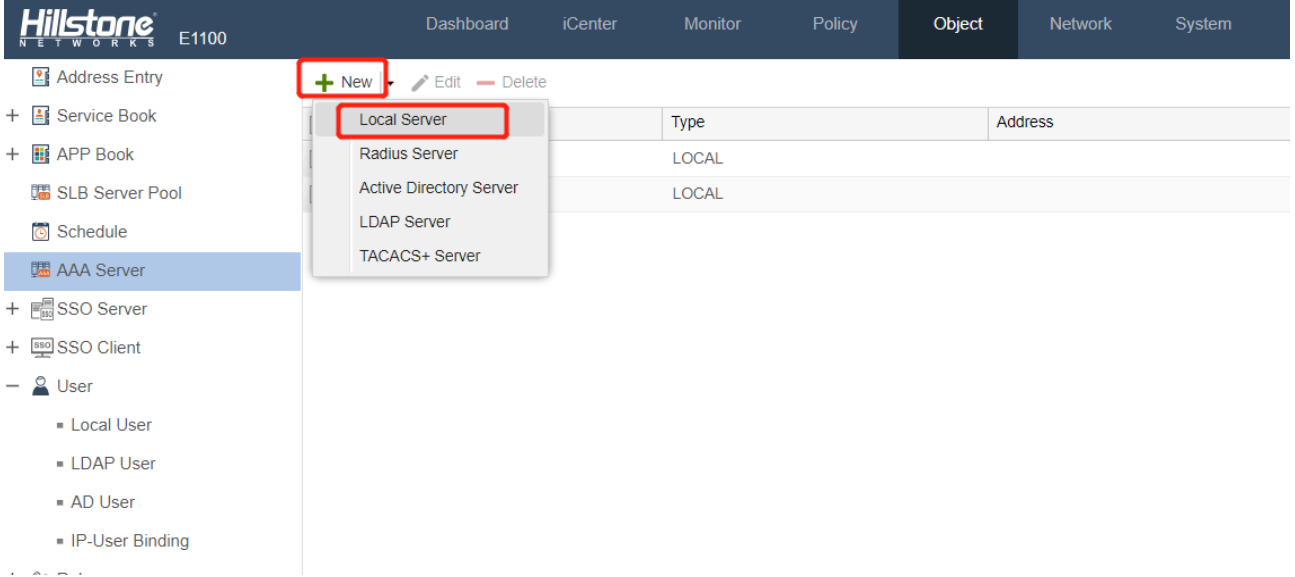 Hillstone
NETWORKS
E1100
Dashboard
iCenter
Monitor
Policy
Object
Network
System
Address Entry
Service Book
APP Book
SLB Server Pool
Schedule
AAA Server
SSO Server
SSO Client
User
Local User
LDAP User
AD User
IP-User Binding
New
Edit
Delete
Local Server
Radius Server
Active Directory Server
LDAP Server
TACACS+ Server
Type
Address
LOCAL
LOCAL